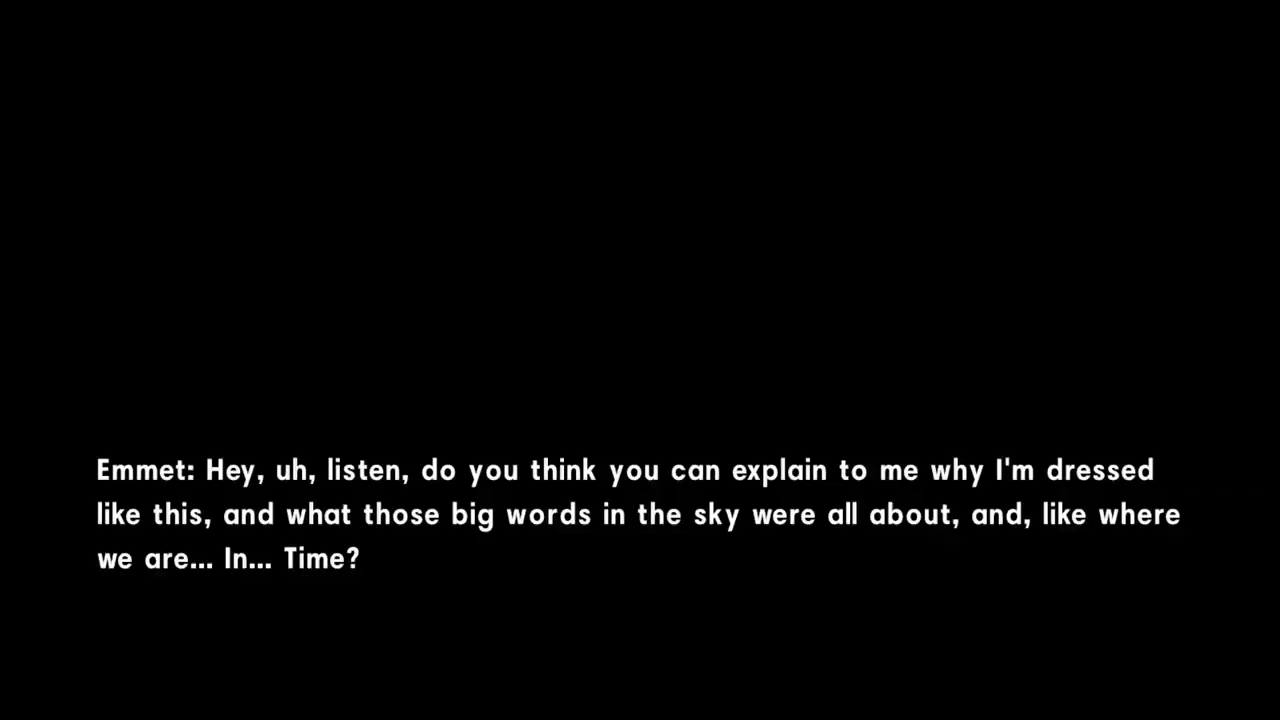 Emmet: Hey, uh, listen, do you think you can explain to me why I'm dressed
like this, and what those big words in the sky were all about, and, like where
we are... In... Time?